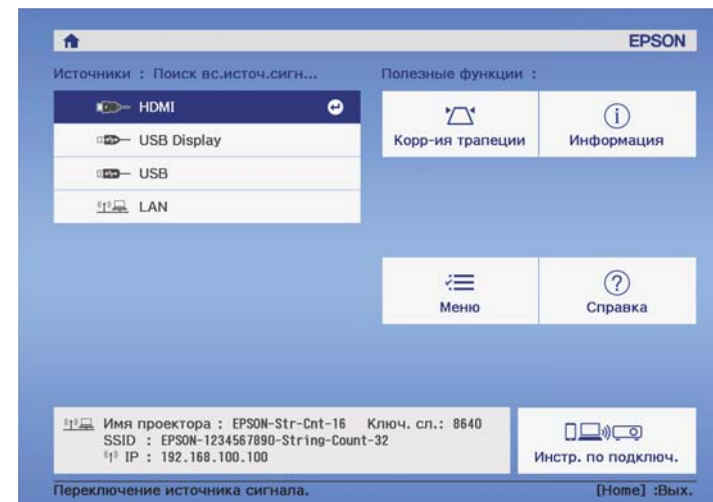 EPSON
Источники : Поиск вс.источ.сигн...
Полезные функции :
HDMI
USB Display
USB
LAN
Корр-ия трапеции
Информация
Меню
Справка
Имя проектора : EPSON-Str-Cnt-16 Ключ. сл.: 8640
SSID : EPSON-1234567890-String-Count-32
IP : 192.168.100.100
Инстр. по подключ.
Переключение источника сигнала.
[Home] :Вых.